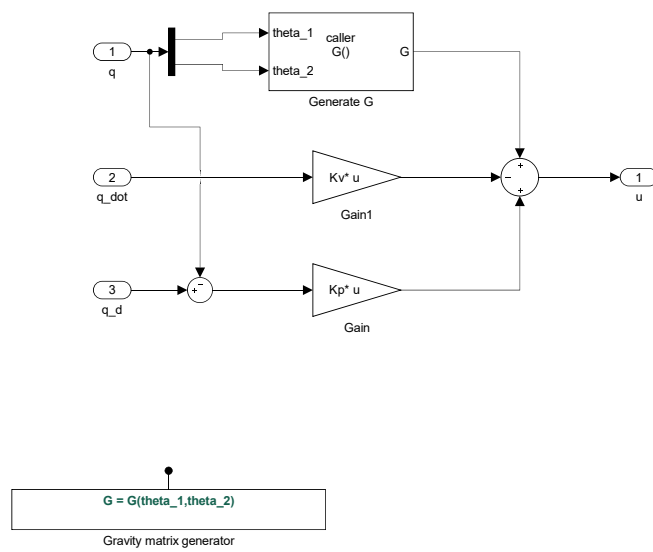 theta_1
caller
G()
G
1
q
theta_2
Generate G
+
2
q_dot
Kv* u
Gain1
−
+
1
u
3
q_d
+
−
Kp* u
Gain
G = G(theta_1,theta_2)
Gravity matrix generator